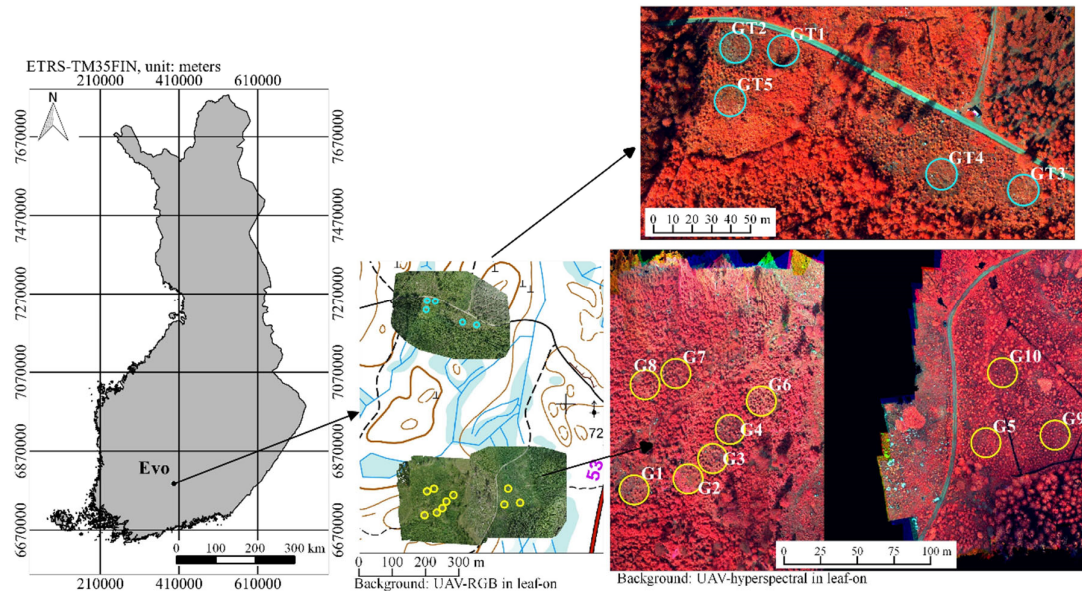 ETRS-TM35FIN, unit: meters
210000 410000 610000
N
7670000 7670000
7470000 7470000
7270000 7270000
7070000 7070000
6870000 6870000
6670000 6670000
Evo
0 100 200 300 km
210000 410000 610000
72
53
0 100 200 300 m
Background: UAV-RGB in leaf-on
GT2 GT1
GT5
GT4
GT3
0 10 20 30 40 50 m
G8 G7
G6
G4
G3
G1 G2
G10
G5 G9
0 25 50 75 100 m
Background: UAV-hyperspectral in leaf-on